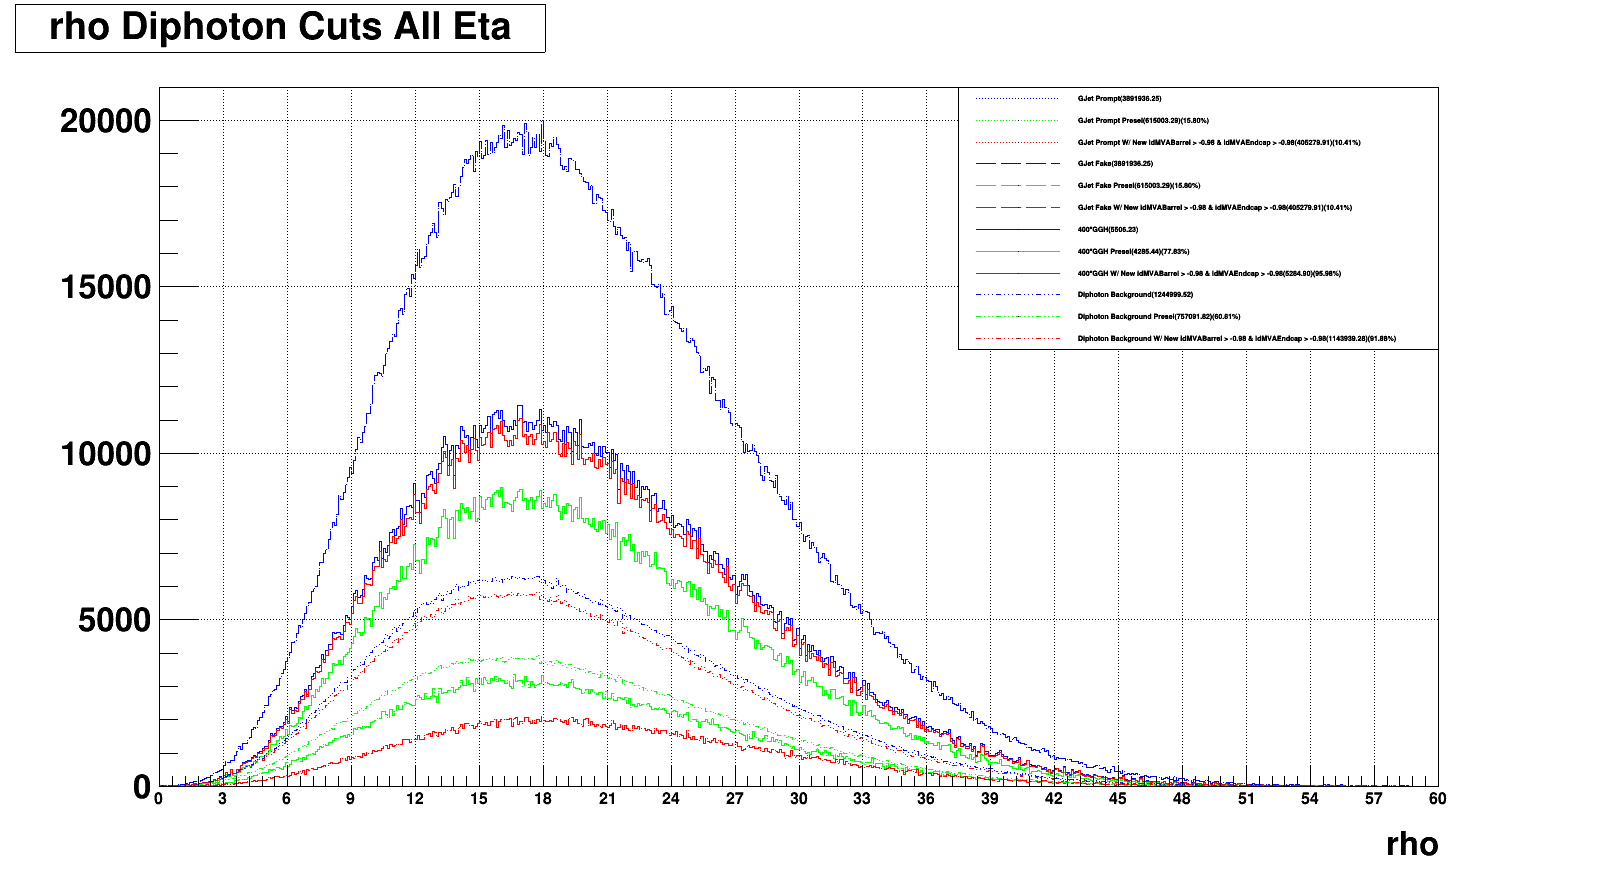 rho Diphoton Cuts All Eta
GJet Prompt(3891936.25)
GJet Prompt Presel(615003.29)(15.80%)
GJet Prompt W/ New IdMVABarrel > -0.98 & IdMVAEndcap > -0.98(405279.91)(10.41%)
GJet Fake(3891936.25)
GJet Fake Presel(615003.29)(15.80%)
GJet Fake W/ New IdMVABarrel > -0.98 & IdMVAEndcap > -0.98(405279.91)(10.41%)
400*GGH(5506.23)
400*GGH Presel(4285.44)(77.83%)
400*GGH W/ New IdMVABarrel > -0.98 & IdMVAEndcap > -0.98(5284.90)(95.98%)
Diphoton Background(1244999.52)
Diphoton Background Presel(757091.82)(60.81%)
Diphoton Background W/ New IdMVABarrel > -0.98 & IdMVAEndcap > -0.98(1143939.28)(91.88%)
20000
15000
10000
5000
0
0 3 6 9 12 15 18 21 24 27 30 33 36 39 42 45 48 51 54 57 60
rho